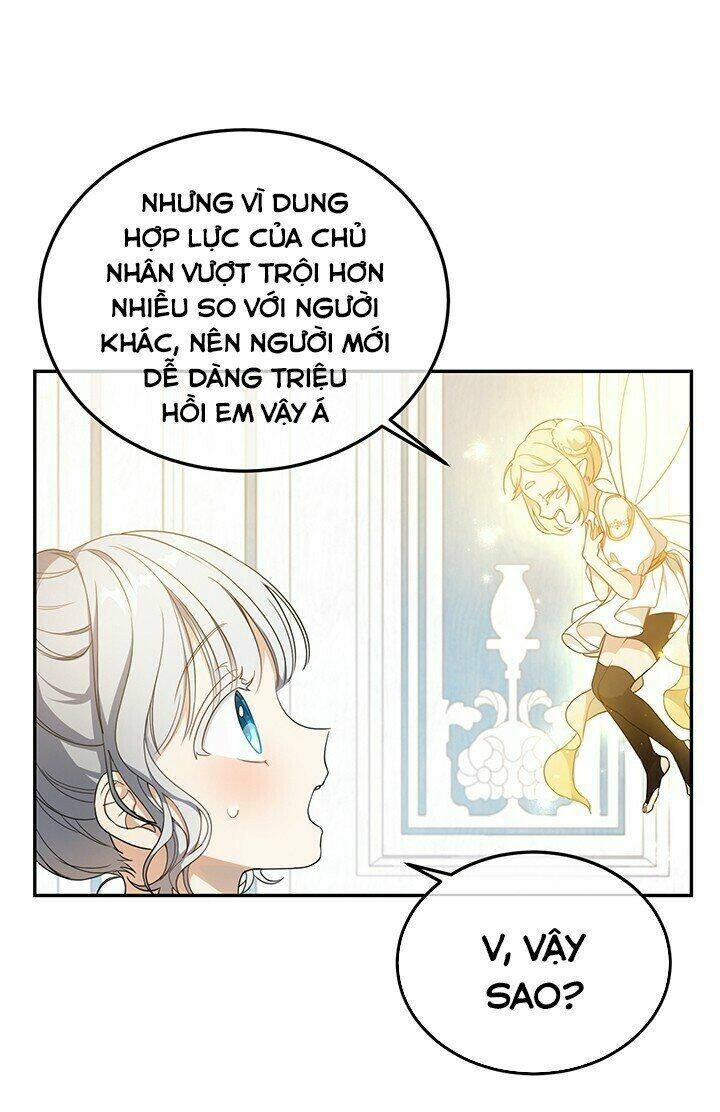 NHƯNG VÌ DUNG
HỢP LỰC CỦA CHỦ
NHÂN VƯỢT TRỘI HƠN
NHIỀU SO VỚI NGƯỜI
KHÁC, NÊN NGƯỜI MỚI
DỄ DÀNG TRIỆU
HỒI EM VẬY Á
V, VẬY
SAO?